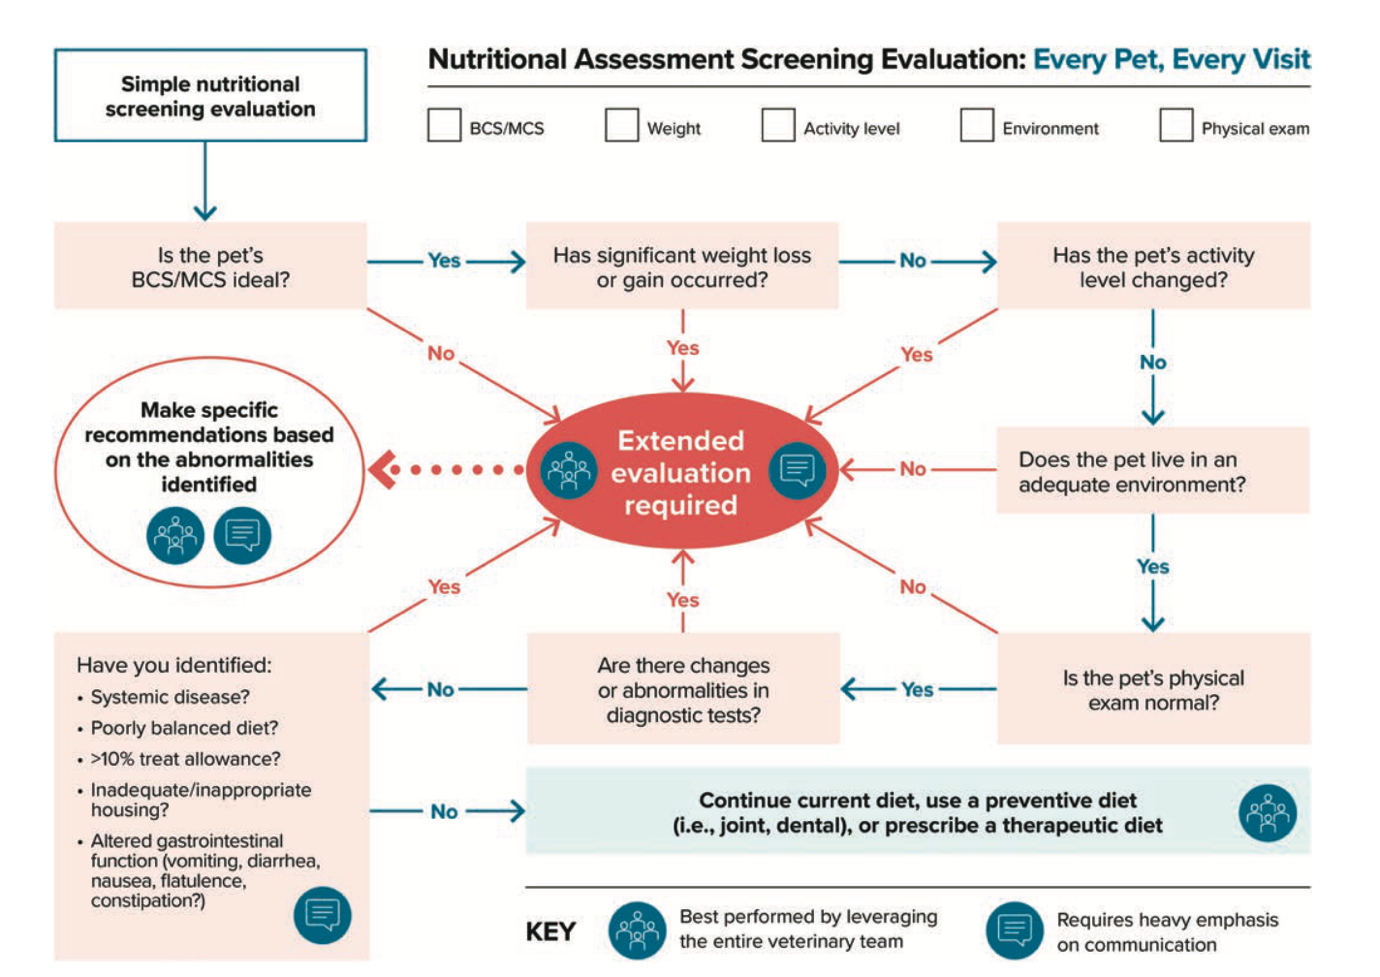 Simple nutritional
screening evaluation
Nutritional Assessment Screening Evaluation: Every Pet, Every Visit
BCS/MCS
Weight
Activity level
Environment
Physical exam
Is the pet's
BCS/MCS ideal?
Yes
Has significant weight loss
or gain occurred?
No
Has the pet's activity
level changed?
No
Yes
Yes
No
Make specific
recommendations based
on the abnormalities
identified
Extended
evaluation
required
No
Does the pet live in an
adequate environment?
Yes
Yes
No
Yes
Have you identified:
• Systemic disease?
• Poorly balanced diet?
• >10% treat allowance?
• Inadequate/inappropriate
housing?
• Altered gastrointestinal
function (vomiting, diarrhea,
nausea, flatulence,
constipation?)
No
Are there changes
or abnormalities in
diagnostic tests?
Yes
Is the pet's physical
exam normal?
No
Continue current diet, use a preventive diet
(i.e., joint, dental), or prescribe a therapeutic diet
KEY
Best performed by leveraging
the entire veterinary team
Requires heavy emphasis
on communication